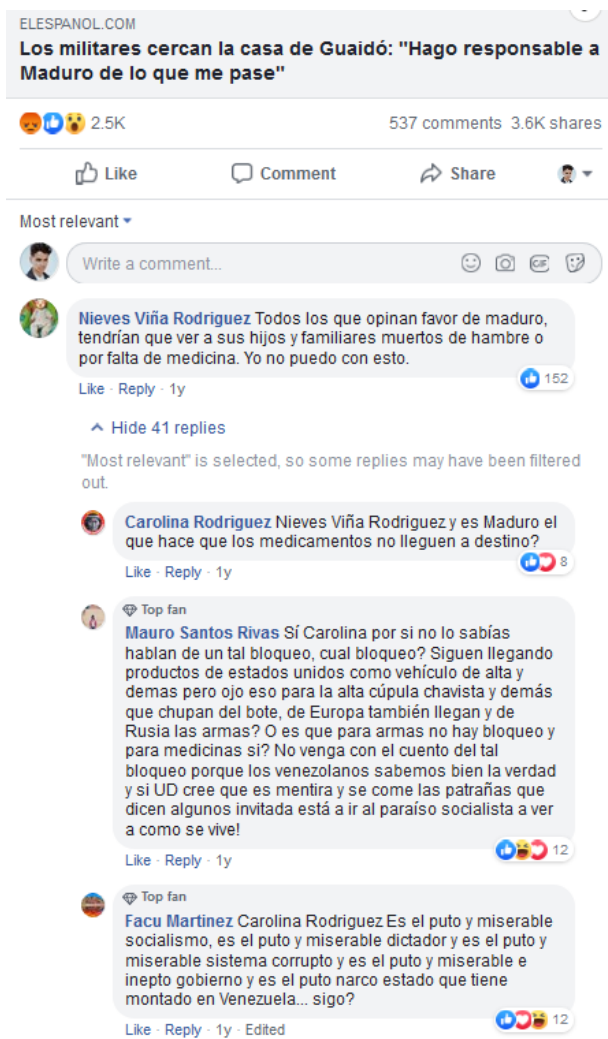 ELESPANOL.COM
Los militares cercan la casa de Guaidó: "Hago responsable a
Maduro de lo que me pase"
2.5K 537 comments 3.6K shares
Like Comment Share
Most relevant
Write a comment...
GIF
Nieves Viña Rodriguez Todos los que opinan favor de maduro,
tendrían que ver a sus hijos y familiares muertos de hambre o
por falta de medicina. Yo no puedo con esto.
152
Like · Reply · 1y
Hide 41 replies
"Most relevant" is selected, so some replies may have been filtered
out.
Carolina Rodriguez Nieves Viña Rodriguez y es Maduro el
que hace que los medicamentos no lleguen a destino?
8
Like · Reply · 1y
Top fan
Mauro Santos Rivas Sí Carolina por si no lo sabías
hablan de un tal bloqueo, cual bloqueo? Siguen llegando
productos de estados unidos como vehículo de alta y
demas pero ojo eso para la alta cúpula chavista y demás
que chupan del bote, de Europa también llegan y de
Rusia las armas? O es que para armas no hay bloqueo y
para medicinas si? No venga con el cuento del tal
bloqueo porque los venezolanos sabemos bien la verdad
y si UD cree que es mentira y se come las patrañas que
dicen algunos invitada está a ir al paraíso socialista a ver
a como se vive!
12
Like · Reply · 1y
Top fan
Facu Martinez Carolina Rodriguez Es el puto y miserable
socialismo, es el puto y miserable dictador y es el puto y
miserable sistema corrupto y es el puto y miserable e
inepto gobierno y es el puto narco estado que tiene
montado en Venezuela... sigo?
12
Like · Reply · 1y · Edited